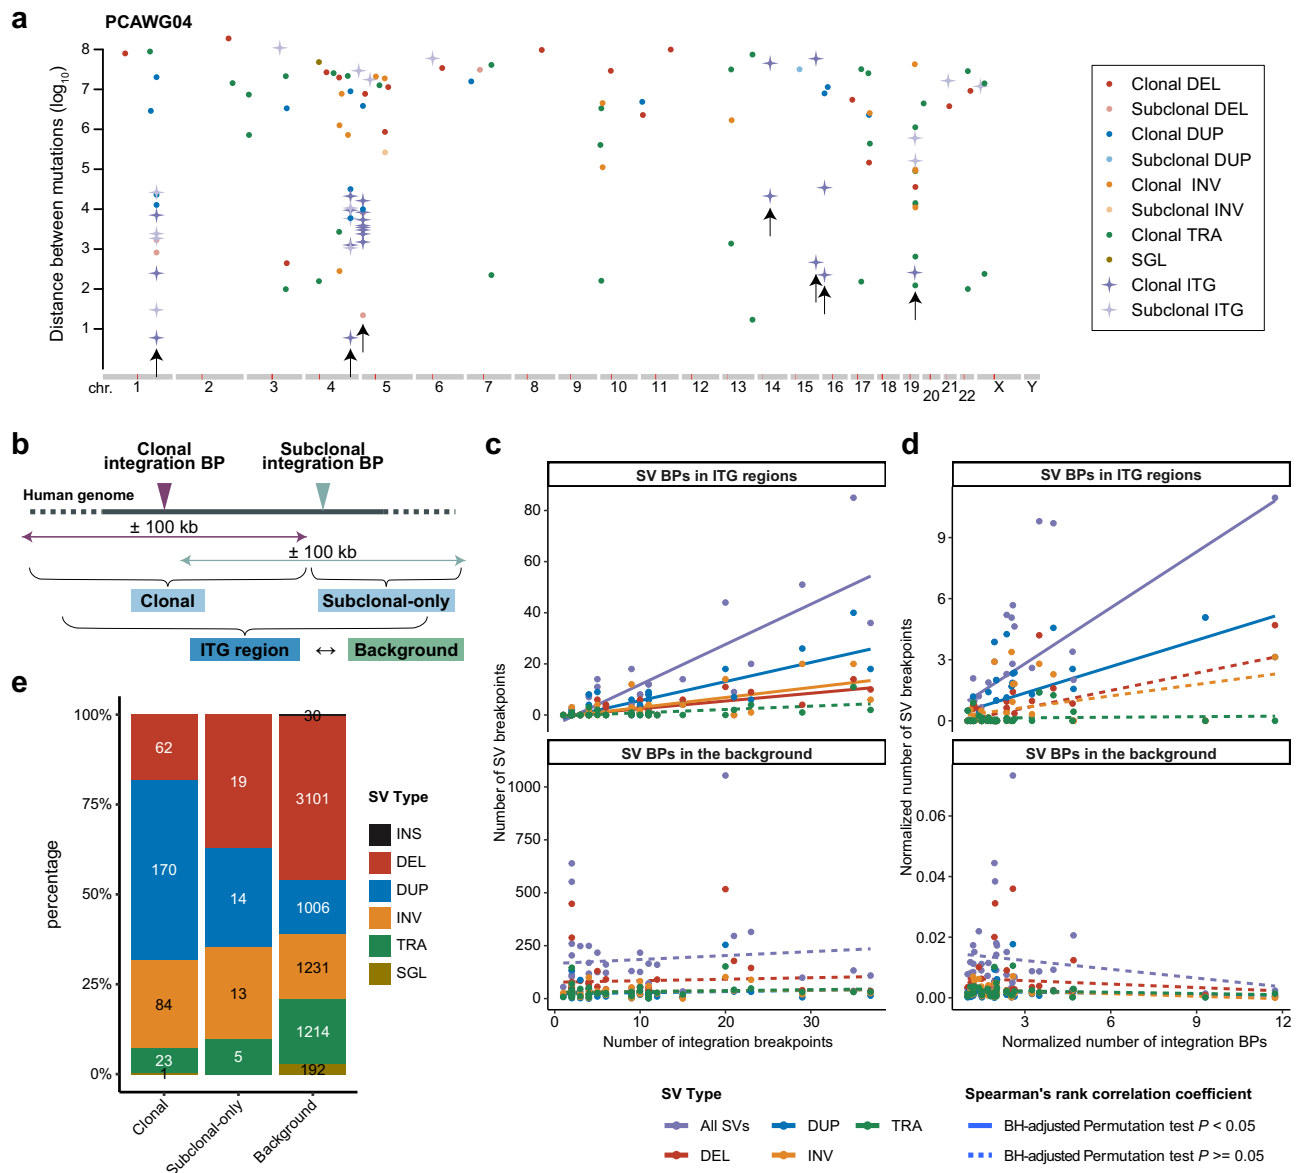 a
PCAWG04
Distance between mutations (log10)
8
7
6
5
4
3
2
1
chr.
1
2
3
4
5
6
7
8
9
10
11
12
13
14
15
16
17
18
19
20
21
22
X
Y
Clonal DEL
Subclonal DEL
Clonal DUP
Subclonal DUP
Clonal INV
Subclonal INV
Clonal TRA
SGL
Clonal ITG
Subclonal ITG
b
Clonal
integration BP
Subclonal
integration BP
Human genome
± 100 kb
± 100 kb
Clonal
Subclonal-only
ITG region
Background
c
SV BPs in ITG regions
80
60
40
20
0
SV BPs in the background
1000
750
500
250
0
Number of SV breakpoints
0
10
20
30
Number of integration breakpoints
d
SV BPs in ITG regions
9
6
3
0
SV BPs in the background
0.06
0.04
0.02
0.00
Normalized number of SV breakpoints
3
6
9
12
Normalized number of integration BPs
e
percentage
100%
75%
50%
25%
0%
62
170
84
23
1
19
14
13
5
30
3101
1006
1231
1214
192
Clonal
Subclonal-only
Background
SV Type
INS
DEL
DUP
INV
TRA
SGL
SV Type
All SVs
DUP
TRA
DEL
INV
Spearman's rank correlation coefficient
BH-adjusted Permutation test P < 0.05
BH-adjusted Permutation test P >= 0.05